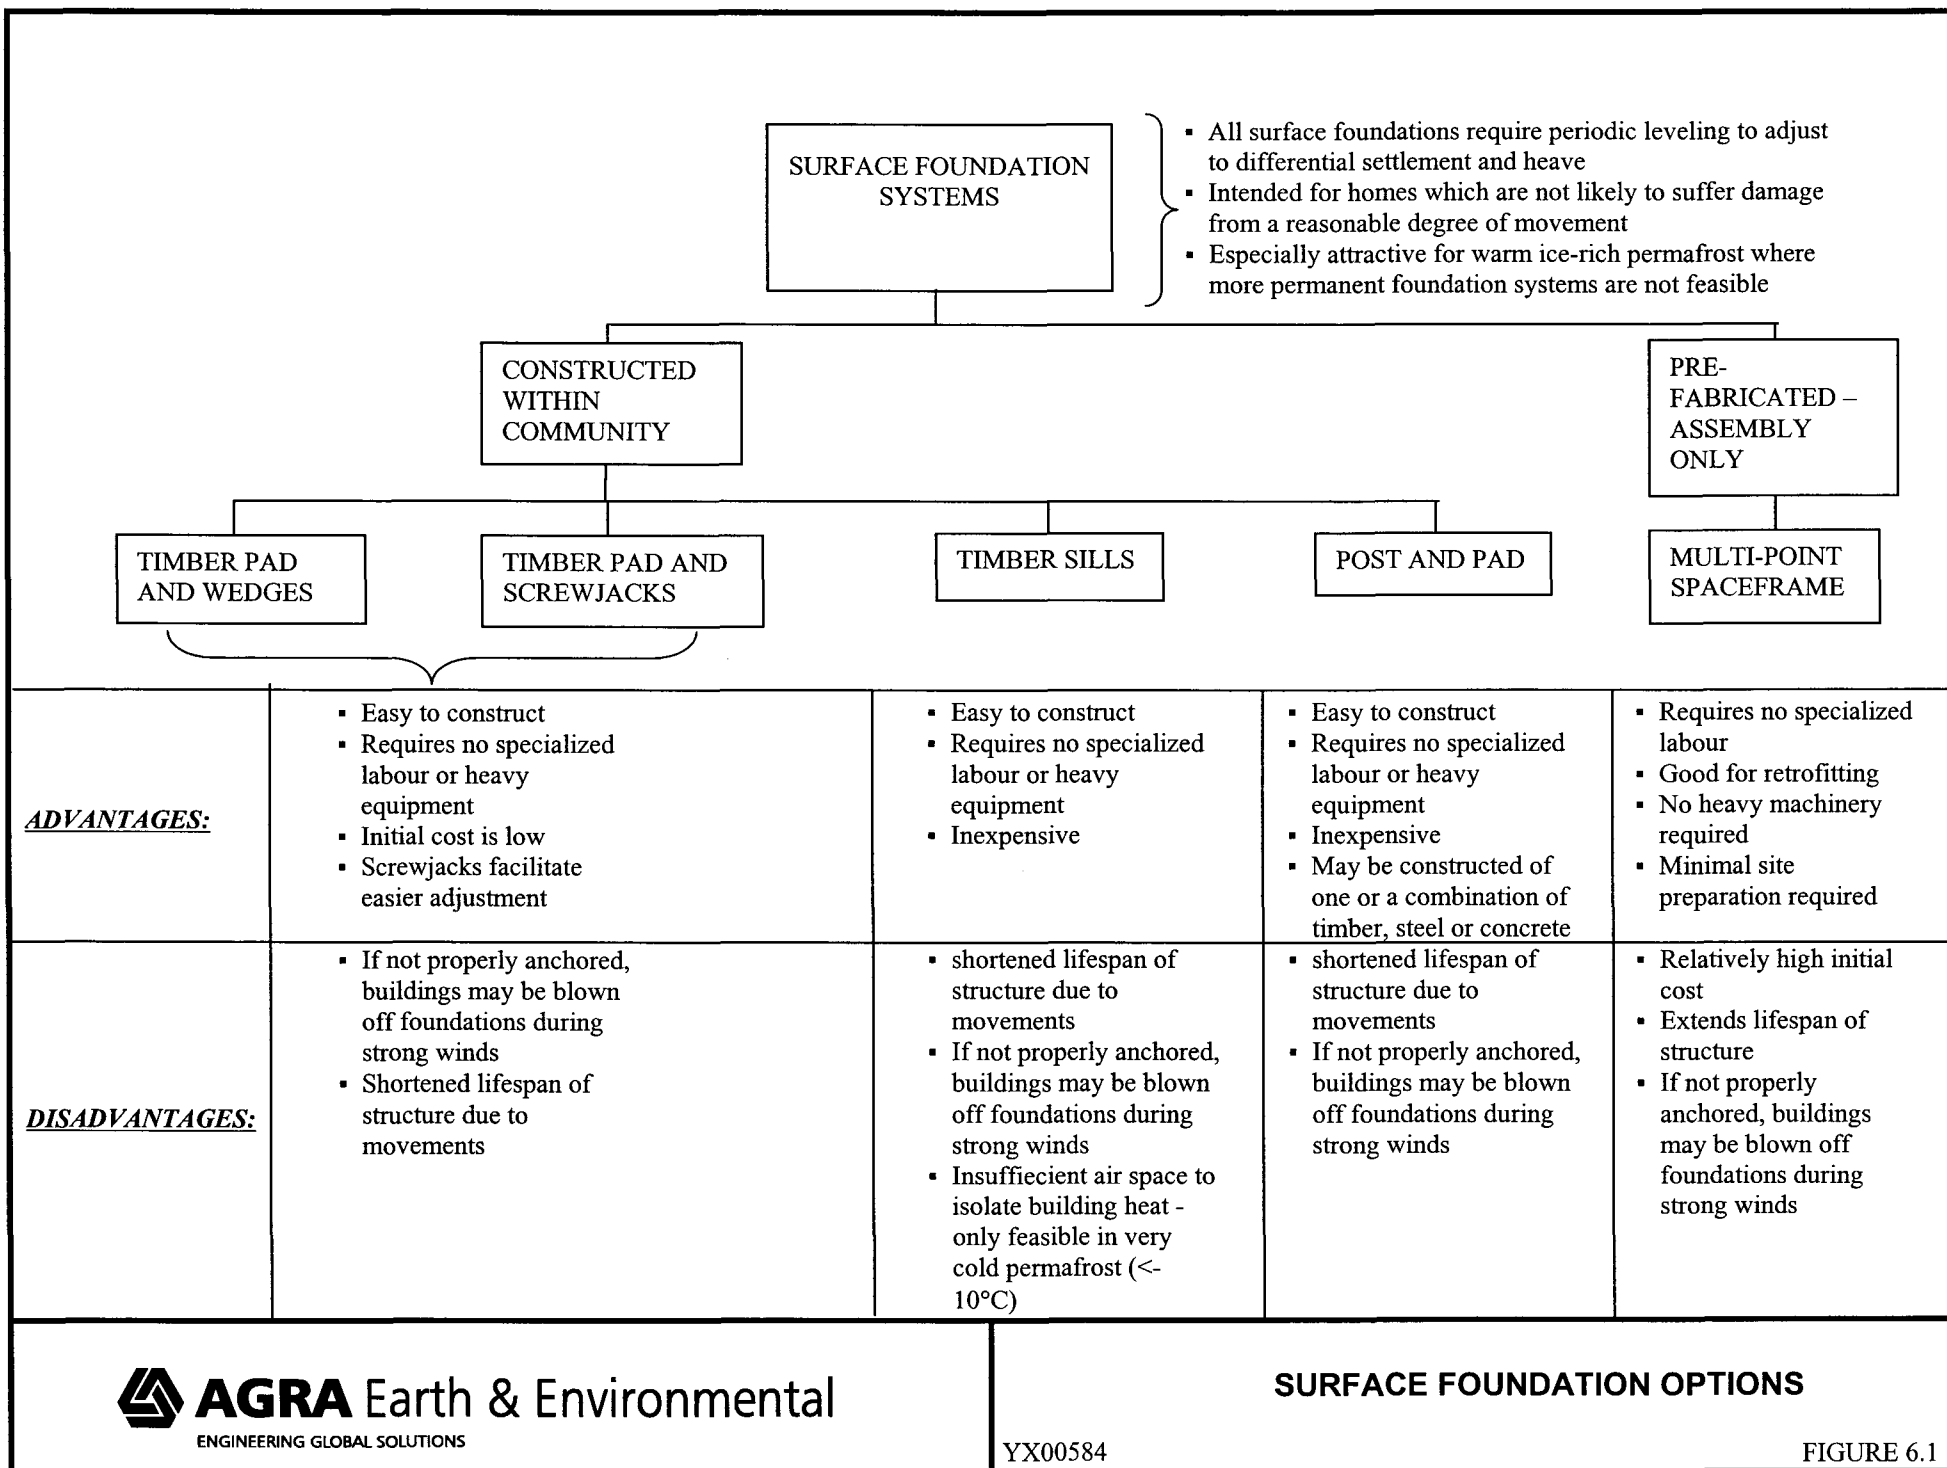 SURFACE FOUNDATION
SYSTEMS
▪ All surface foundations require periodic leveling to adjust
to differential settlement and heave
▪ Intended for homes which are not likely to suffer damage
from a reasonable degree of movement
▪ Especially attractive for warm ice-rich permafrost where
more permanent foundation systems are not feasible
CONSTRUCTED
WITHIN
COMMUNITY
PRE-
FABRICATED –
ASSEMBLY
ONLY
TIMBER PAD
AND WEDGES
TIMBER PAD AND
SCREWJACKS
TIMBER SILLS
POST AND PAD
MULTI-POINT
SPACEFRAME
ADVANTAGES:
▪ Easy to construct
▪ Requires no specialized
labour or heavy
equipment
▪ Initial cost is low
▪ Screwjacks facilitate
easier adjustment
▪ Easy to construct
▪ Requires no specialized
labour or heavy
equipment
▪ Inexpensive
▪ Easy to construct
▪ Requires no specialized
labour or heavy
equipment
▪ Inexpensive
▪ May be constructed of
one or a combination of
timber, steel or concrete
▪ Requires no specialized
labour
▪ Good for retrofitting
▪ No heavy machinery
required
▪ Minimal site
preparation required
DISADVANTAGES:
▪ If not properly anchored,
buildings may be blown
off foundations during
strong winds
▪ Shortened lifespan of
structure due to
movements
▪ shortened lifespan of
structure due to
movements
▪ If not properly anchored,
buildings may be blown
off foundations during
strong winds
▪ Insuffiecient air space to
isolate building heat -
only feasible in very
cold permafrost (<-
10°C)
▪ shortened lifespan of
structure due to
movements
▪ If not properly anchored,
buildings may be blown
off foundations during
strong winds
▪ Relatively high initial
cost
▪ Extends lifespan of
structure
▪ If not properly
anchored, buildings
may be blown off
foundations during
strong winds
AGRA Earth & Environmental
ENGINEERING GLOBAL SOLUTIONS
SURFACE FOUNDATION OPTIONS
YX00584
FIGURE 6.1